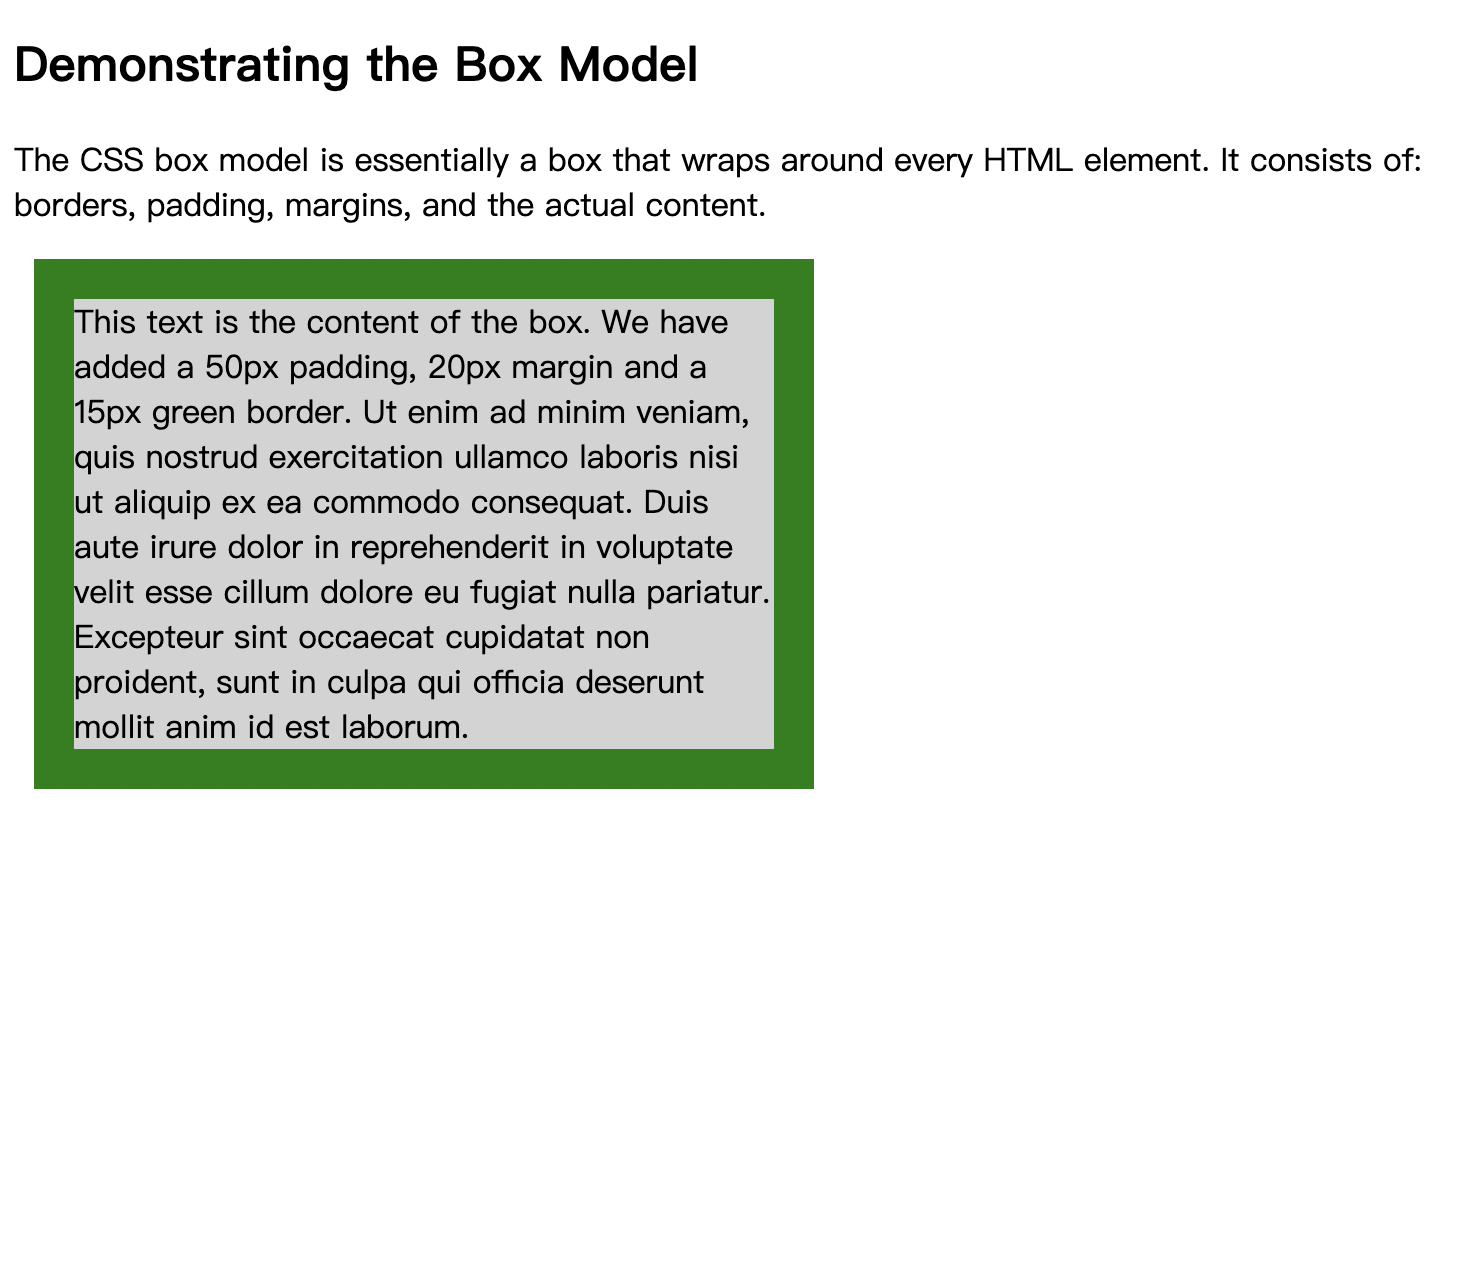 Demonstrating the Box Model
The CSS box model is essentially a box that wraps around every HTML element. It consists of:
borders, padding, margins, and the actual content.
This text is the content of the box. We have
added a 50px padding, 20px margin and a
15px green border. Ut enim ad minim veniam,
quis nostrud exercitation ullamco laboris nisi
ut aliquip ex ea commodo consequat. Duis
aute irure dolor in reprehenderit in voluptate
velit esse cillum dolore eu fugiat nulla pariatur.
Excepteur sint occaecat cupidatat non
proident, sunt in culpa qui officia deserunt
mollit anim id est laborum.